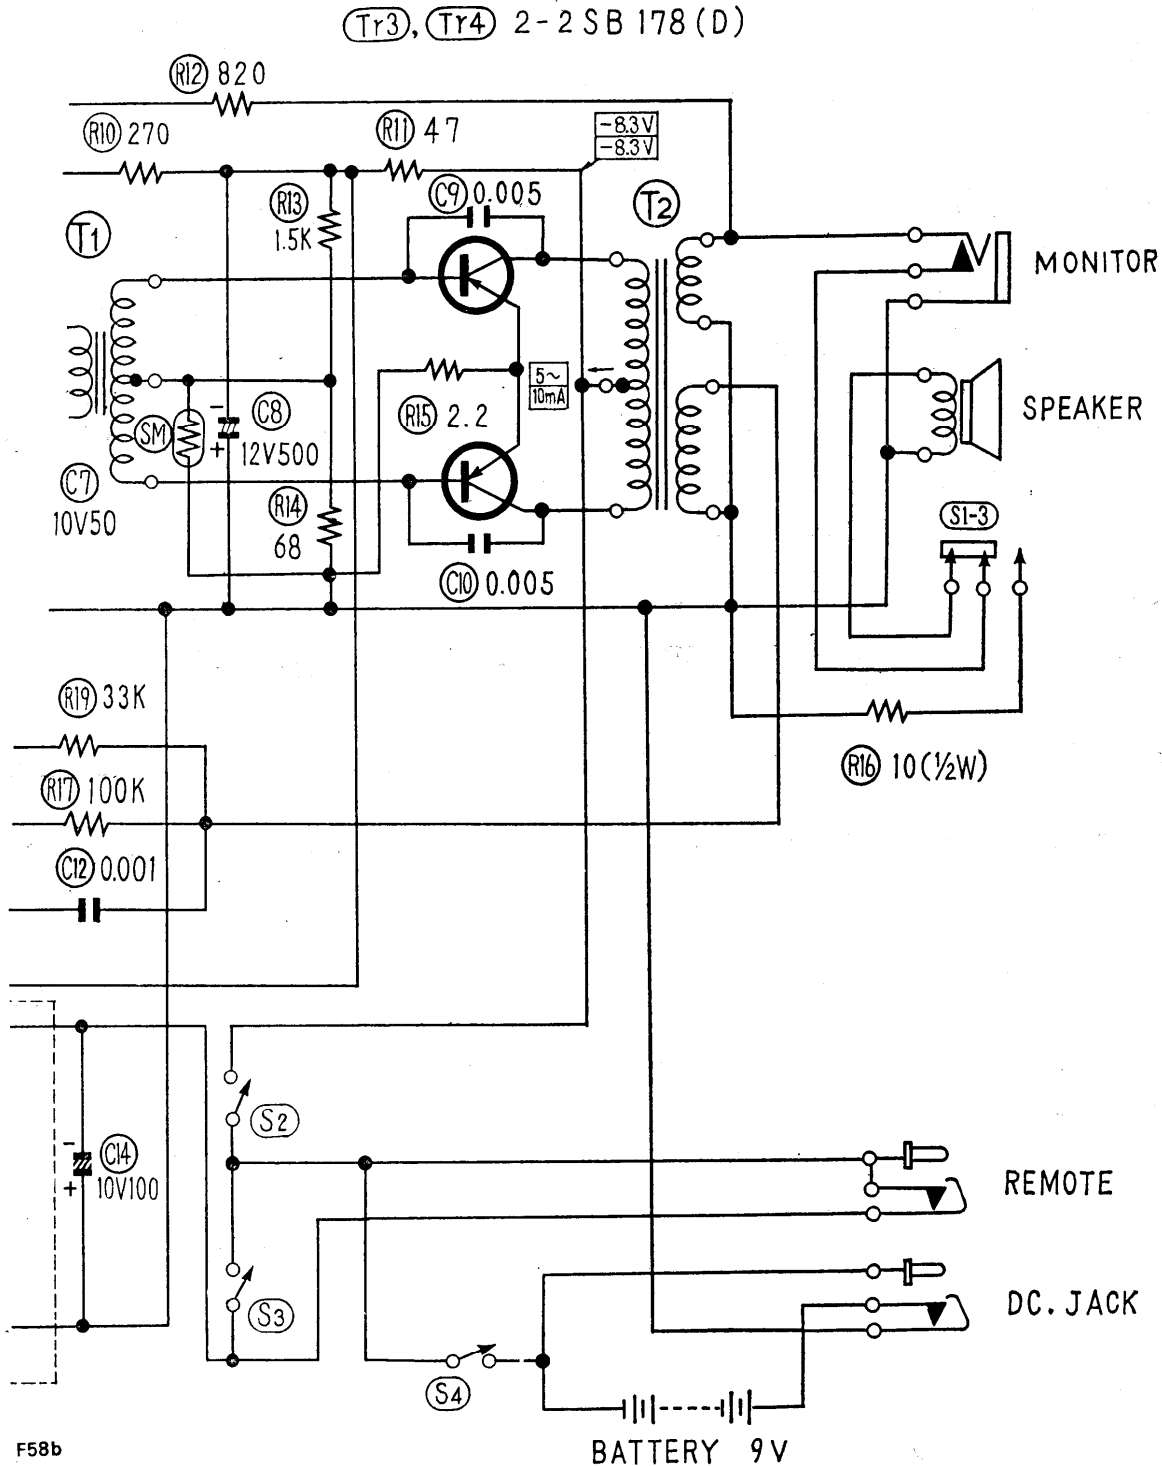 Tr3, Tr4 2-2SB178(D)
R12 820
R10 270
R11 47
-8.3V
-8.3V
C9 0.005
T2
R13
1.5K
T1
MONITOR
5~
10mA
SPEAKER
R15 2.2
C8
12V500
SM
-
+
C7
10V50
R14
68
S1-3
C10 0.005
R19 33K
R16 10(½W)
R17 100K
C12 0.001
S2
-
+
C14
10V100
REMOTE
S3
DC. JACK
S4
F58b
BATTERY 9V